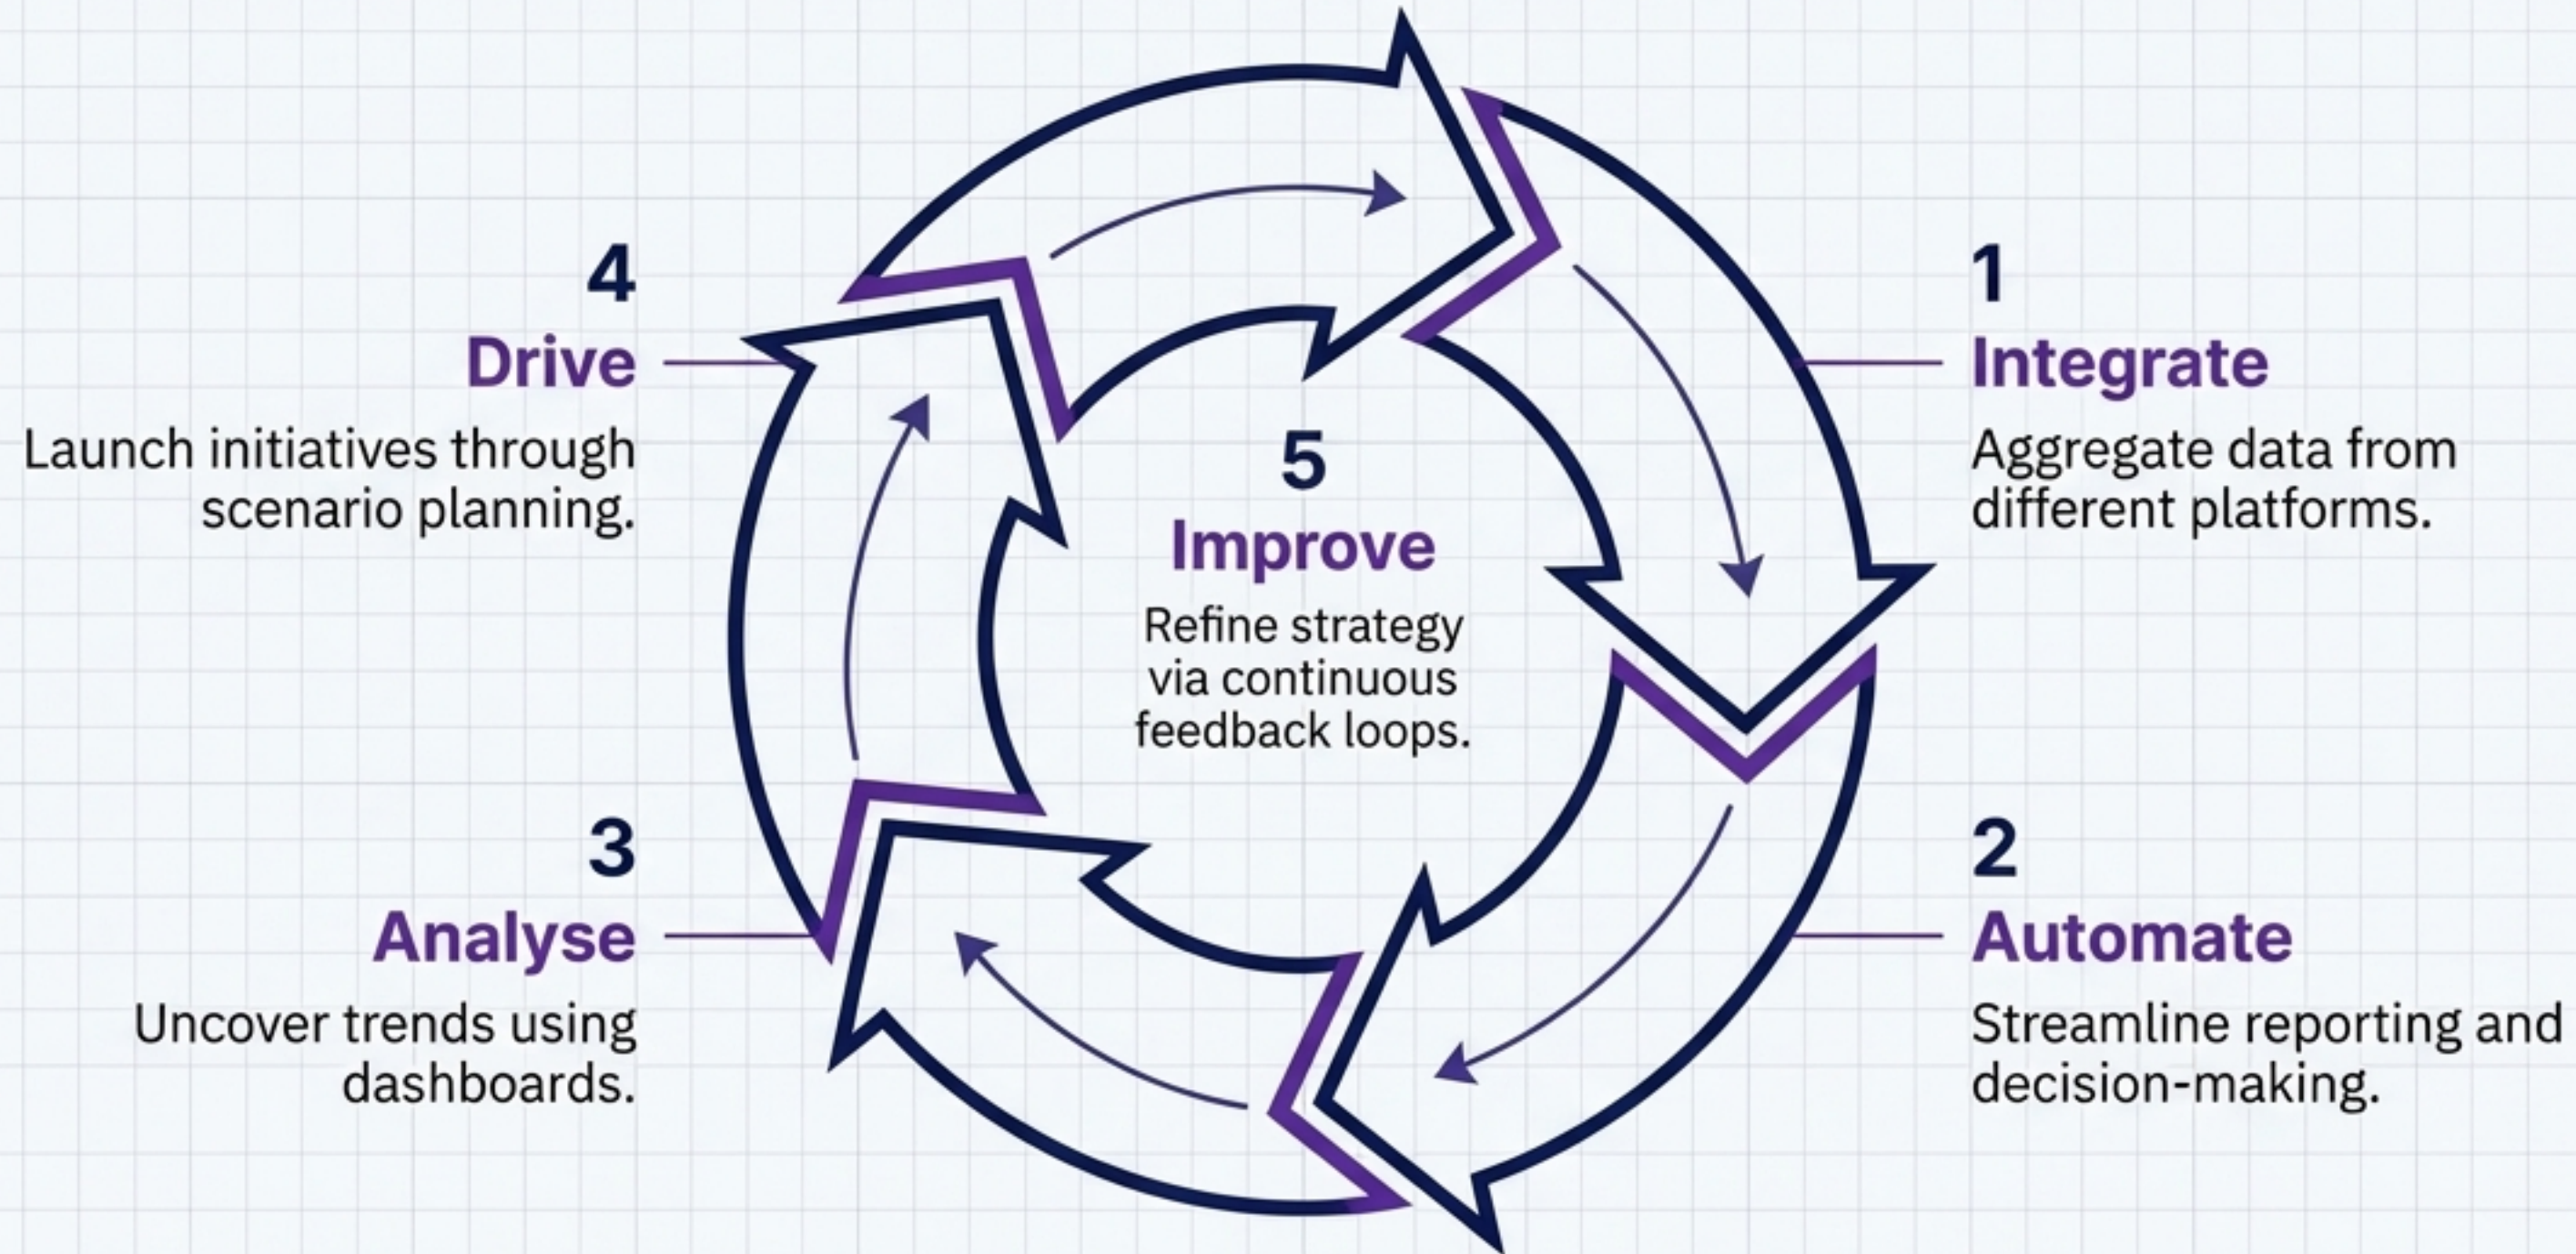 1
Integrate
Aggregate data from
different platforms.
2
Automate
Streamline reporting and
decision-making.
3
Analyse
Uncover trends using
dashboards.
4
Drive
Launch initiatives through
scenario planning.
5
Improve
Refine strategy
via continuous
feedback loops.